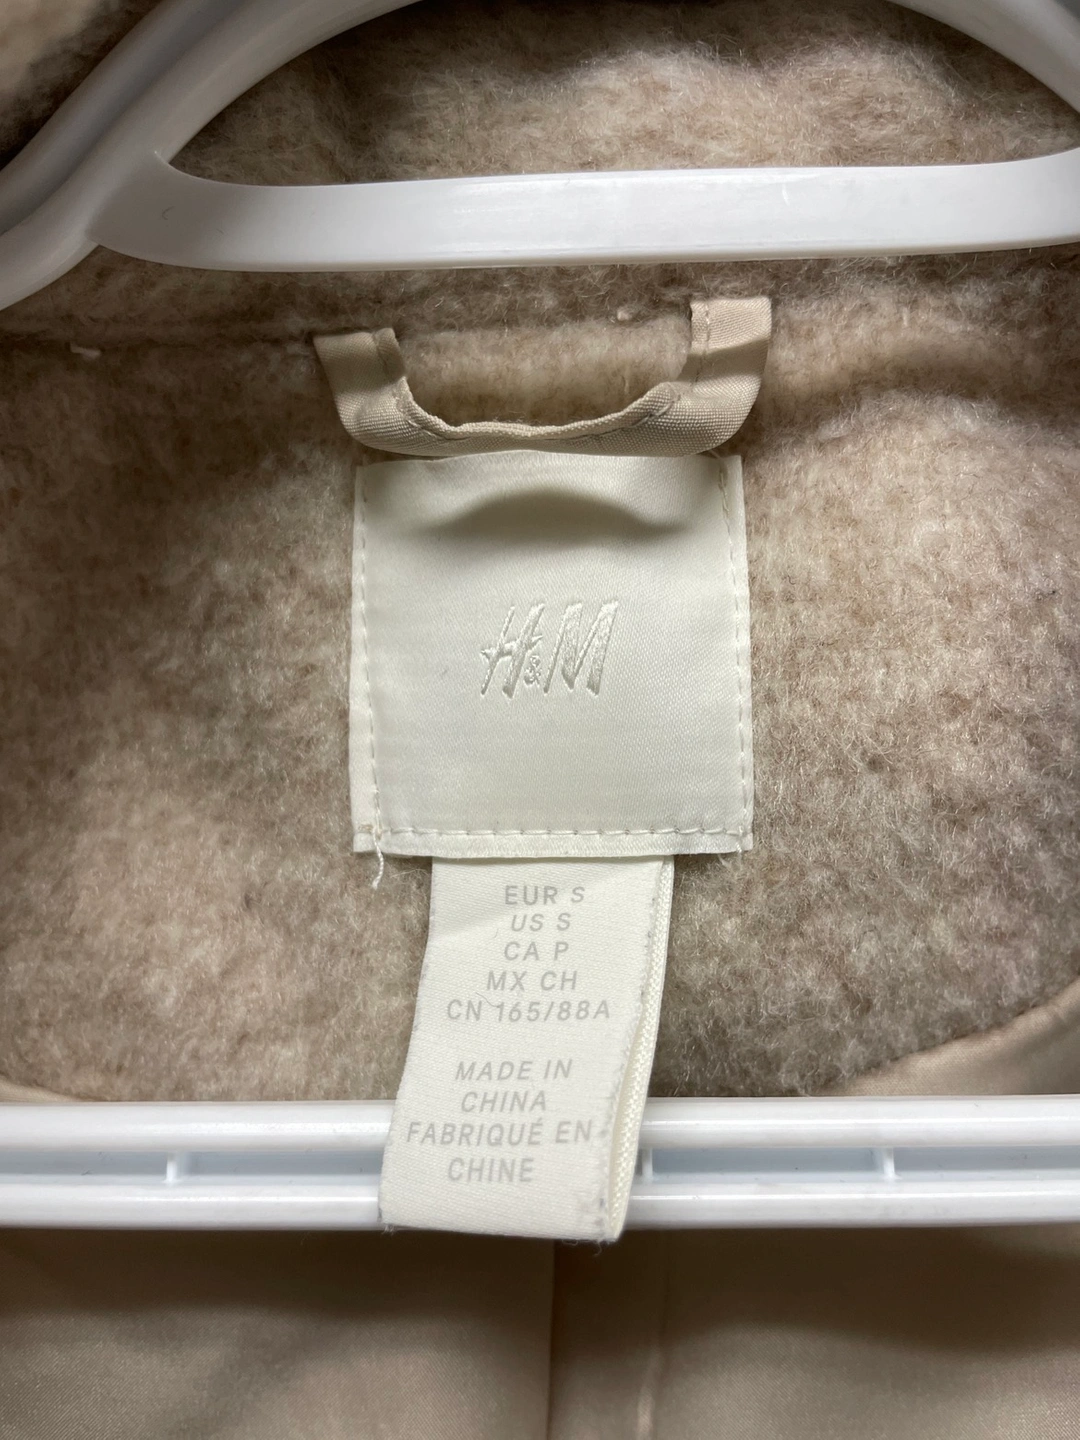 H&M
EUR S
US S
CA P
MX CH
CN 165/88A
MADE IN
CHINA
FABRIQUÉ EN
CHINE